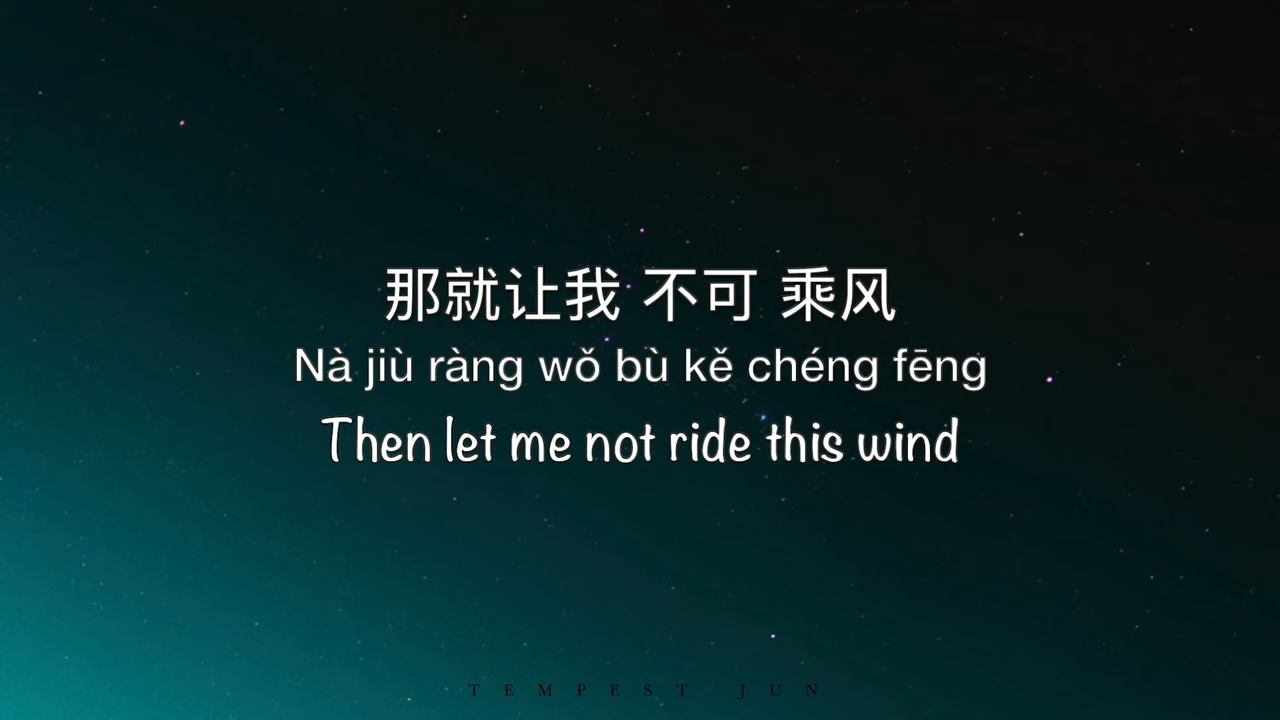 那就让我 不可 乘风
Nà jiù ràng wǒ bù kě chéng fēng
Then let me not ride this wind
TEMPEST JUN